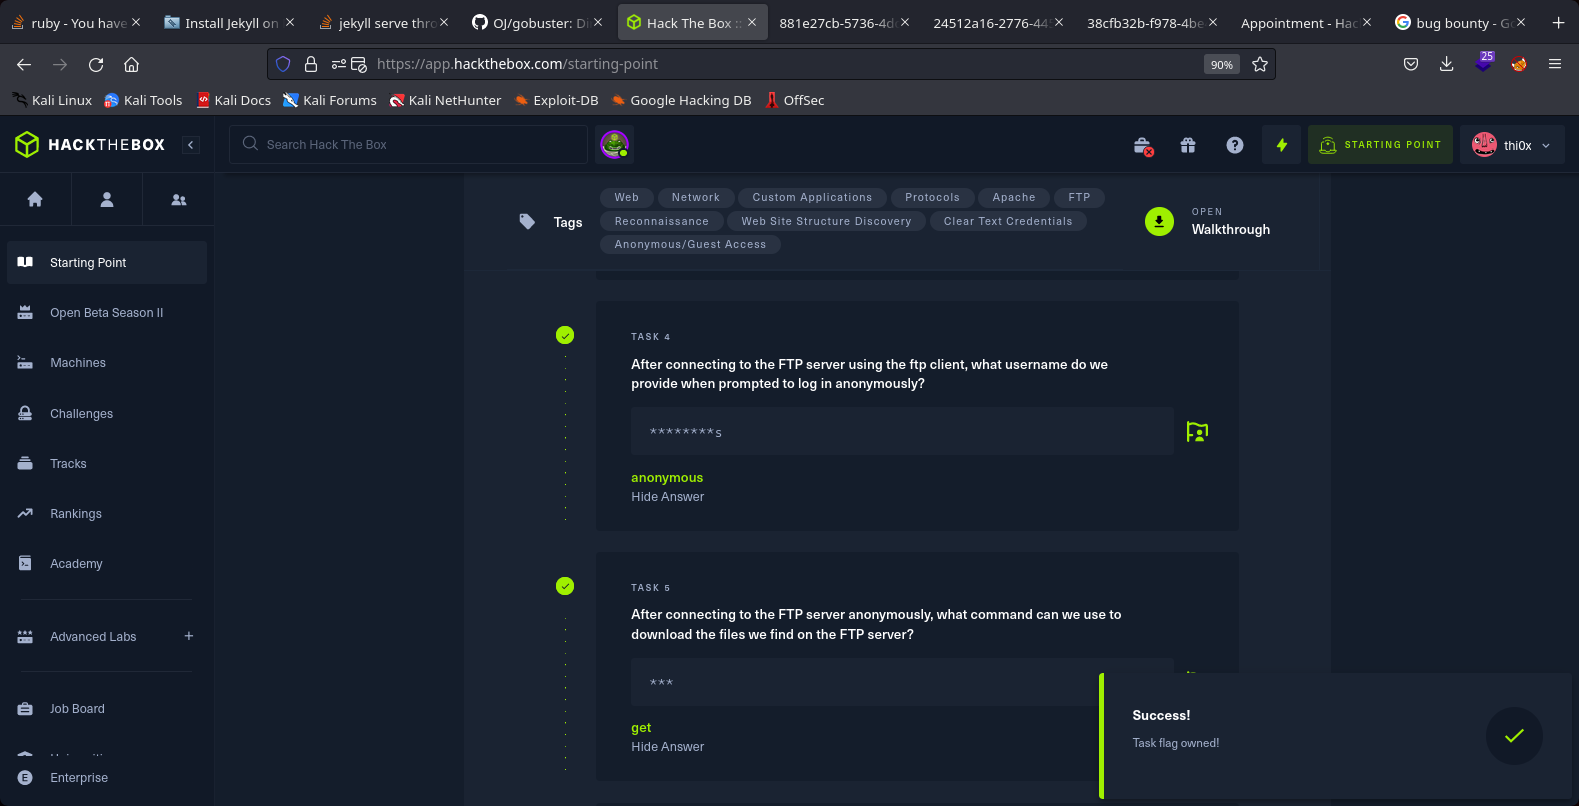 ruby - You have
Install Jekyll on
jekyll serve thro
OJ/gobuster: Di
Hack The Box ::
881e27cb-5736-4d
24512a16-2776-44
38cfb32b-f978-4be
Appointment - Hac
bug bounty - Go
https://app.hackthebox.com/starting-point
90%
25
Kali Linux
Kali Tools
Kali Docs
Kali Forums
Kali NetHunter
Exploit-DB
Google Hacking DB
OffSec
HACKTHEBOX
Search Hack The Box
STARTING POINT
thi0x
Starting Point
Open Beta Season II
Machines
Challenges
Tracks
Rankings
Academy
Advanced Labs
Job Board
E Enterprise
Tags
Web
Network
Custom Applications
Protocols
Apache
FTP
Reconnaissance
Web Site Structure Discovery
Clear Text Credentials
Anonymous/Guest Access
OPEN
Walkthrough
TASK 4
After connecting to the FTP server using the ftp client, what username do we
provide when prompted to log in anonymously?
********s
anonymous
Hide Answer
TASK 5
After connecting to the FTP server anonymously, what command can we use to
download the files we find on the FTP server?
***
get
Hide Answer
Success!
Task flag owned!